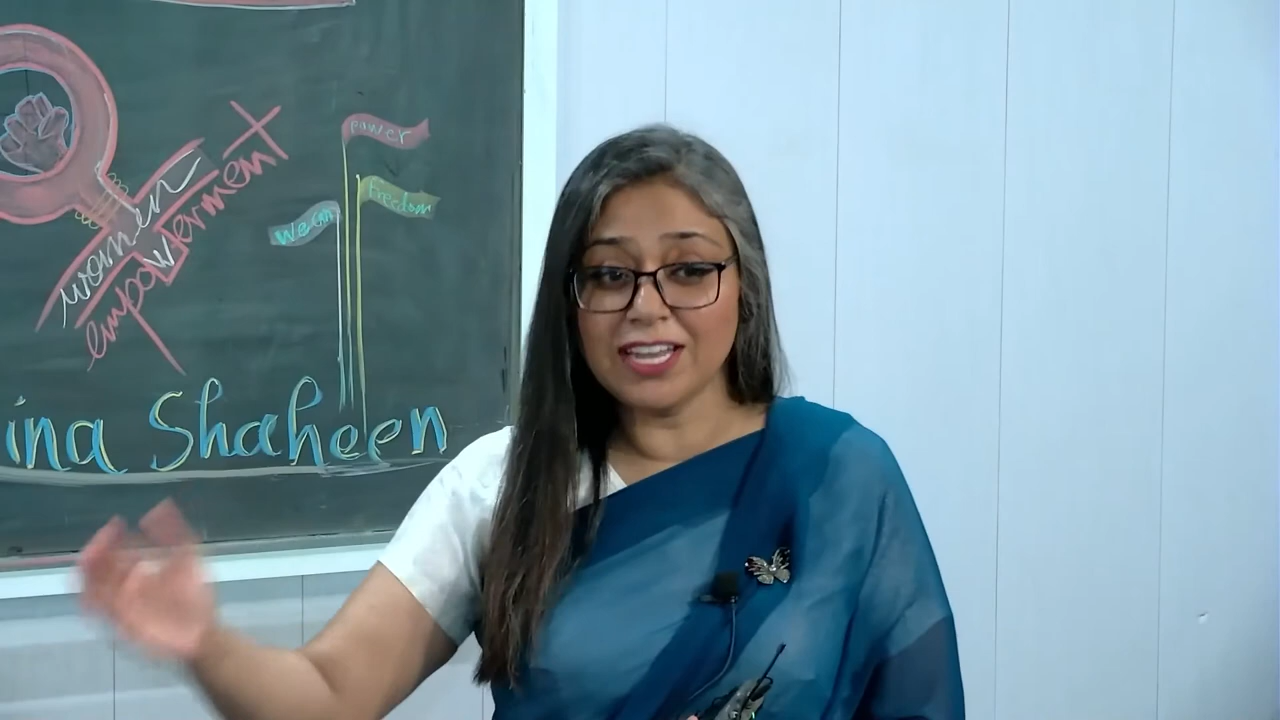 power
Freedom
we can
women
empowerment
ina Shaheen